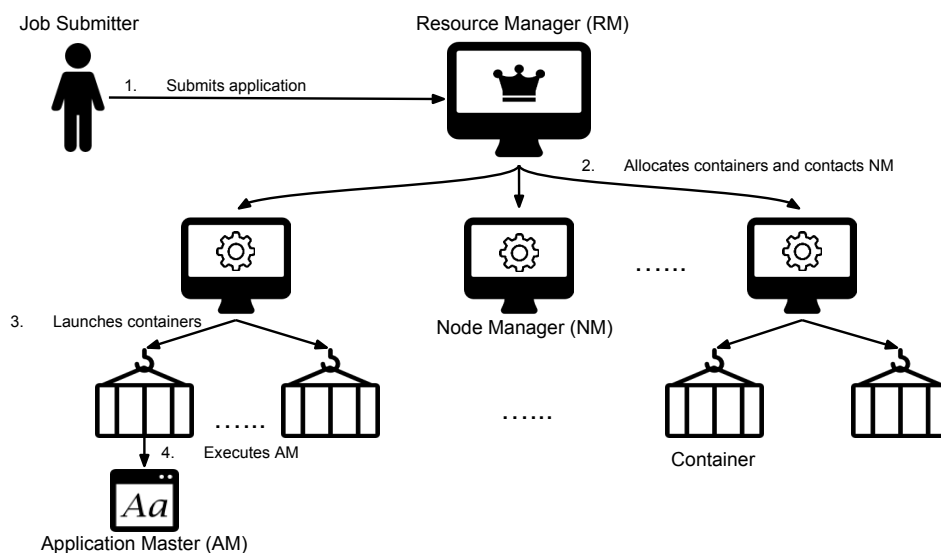 Job Submitter
Resource Manager (RM)
1. Submits application
2. Allocates containers and contacts NM
......
3. Launches containers
Node Manager (NM)
......
......
4. Executes AM
Container
Aa
Application Master (AM)